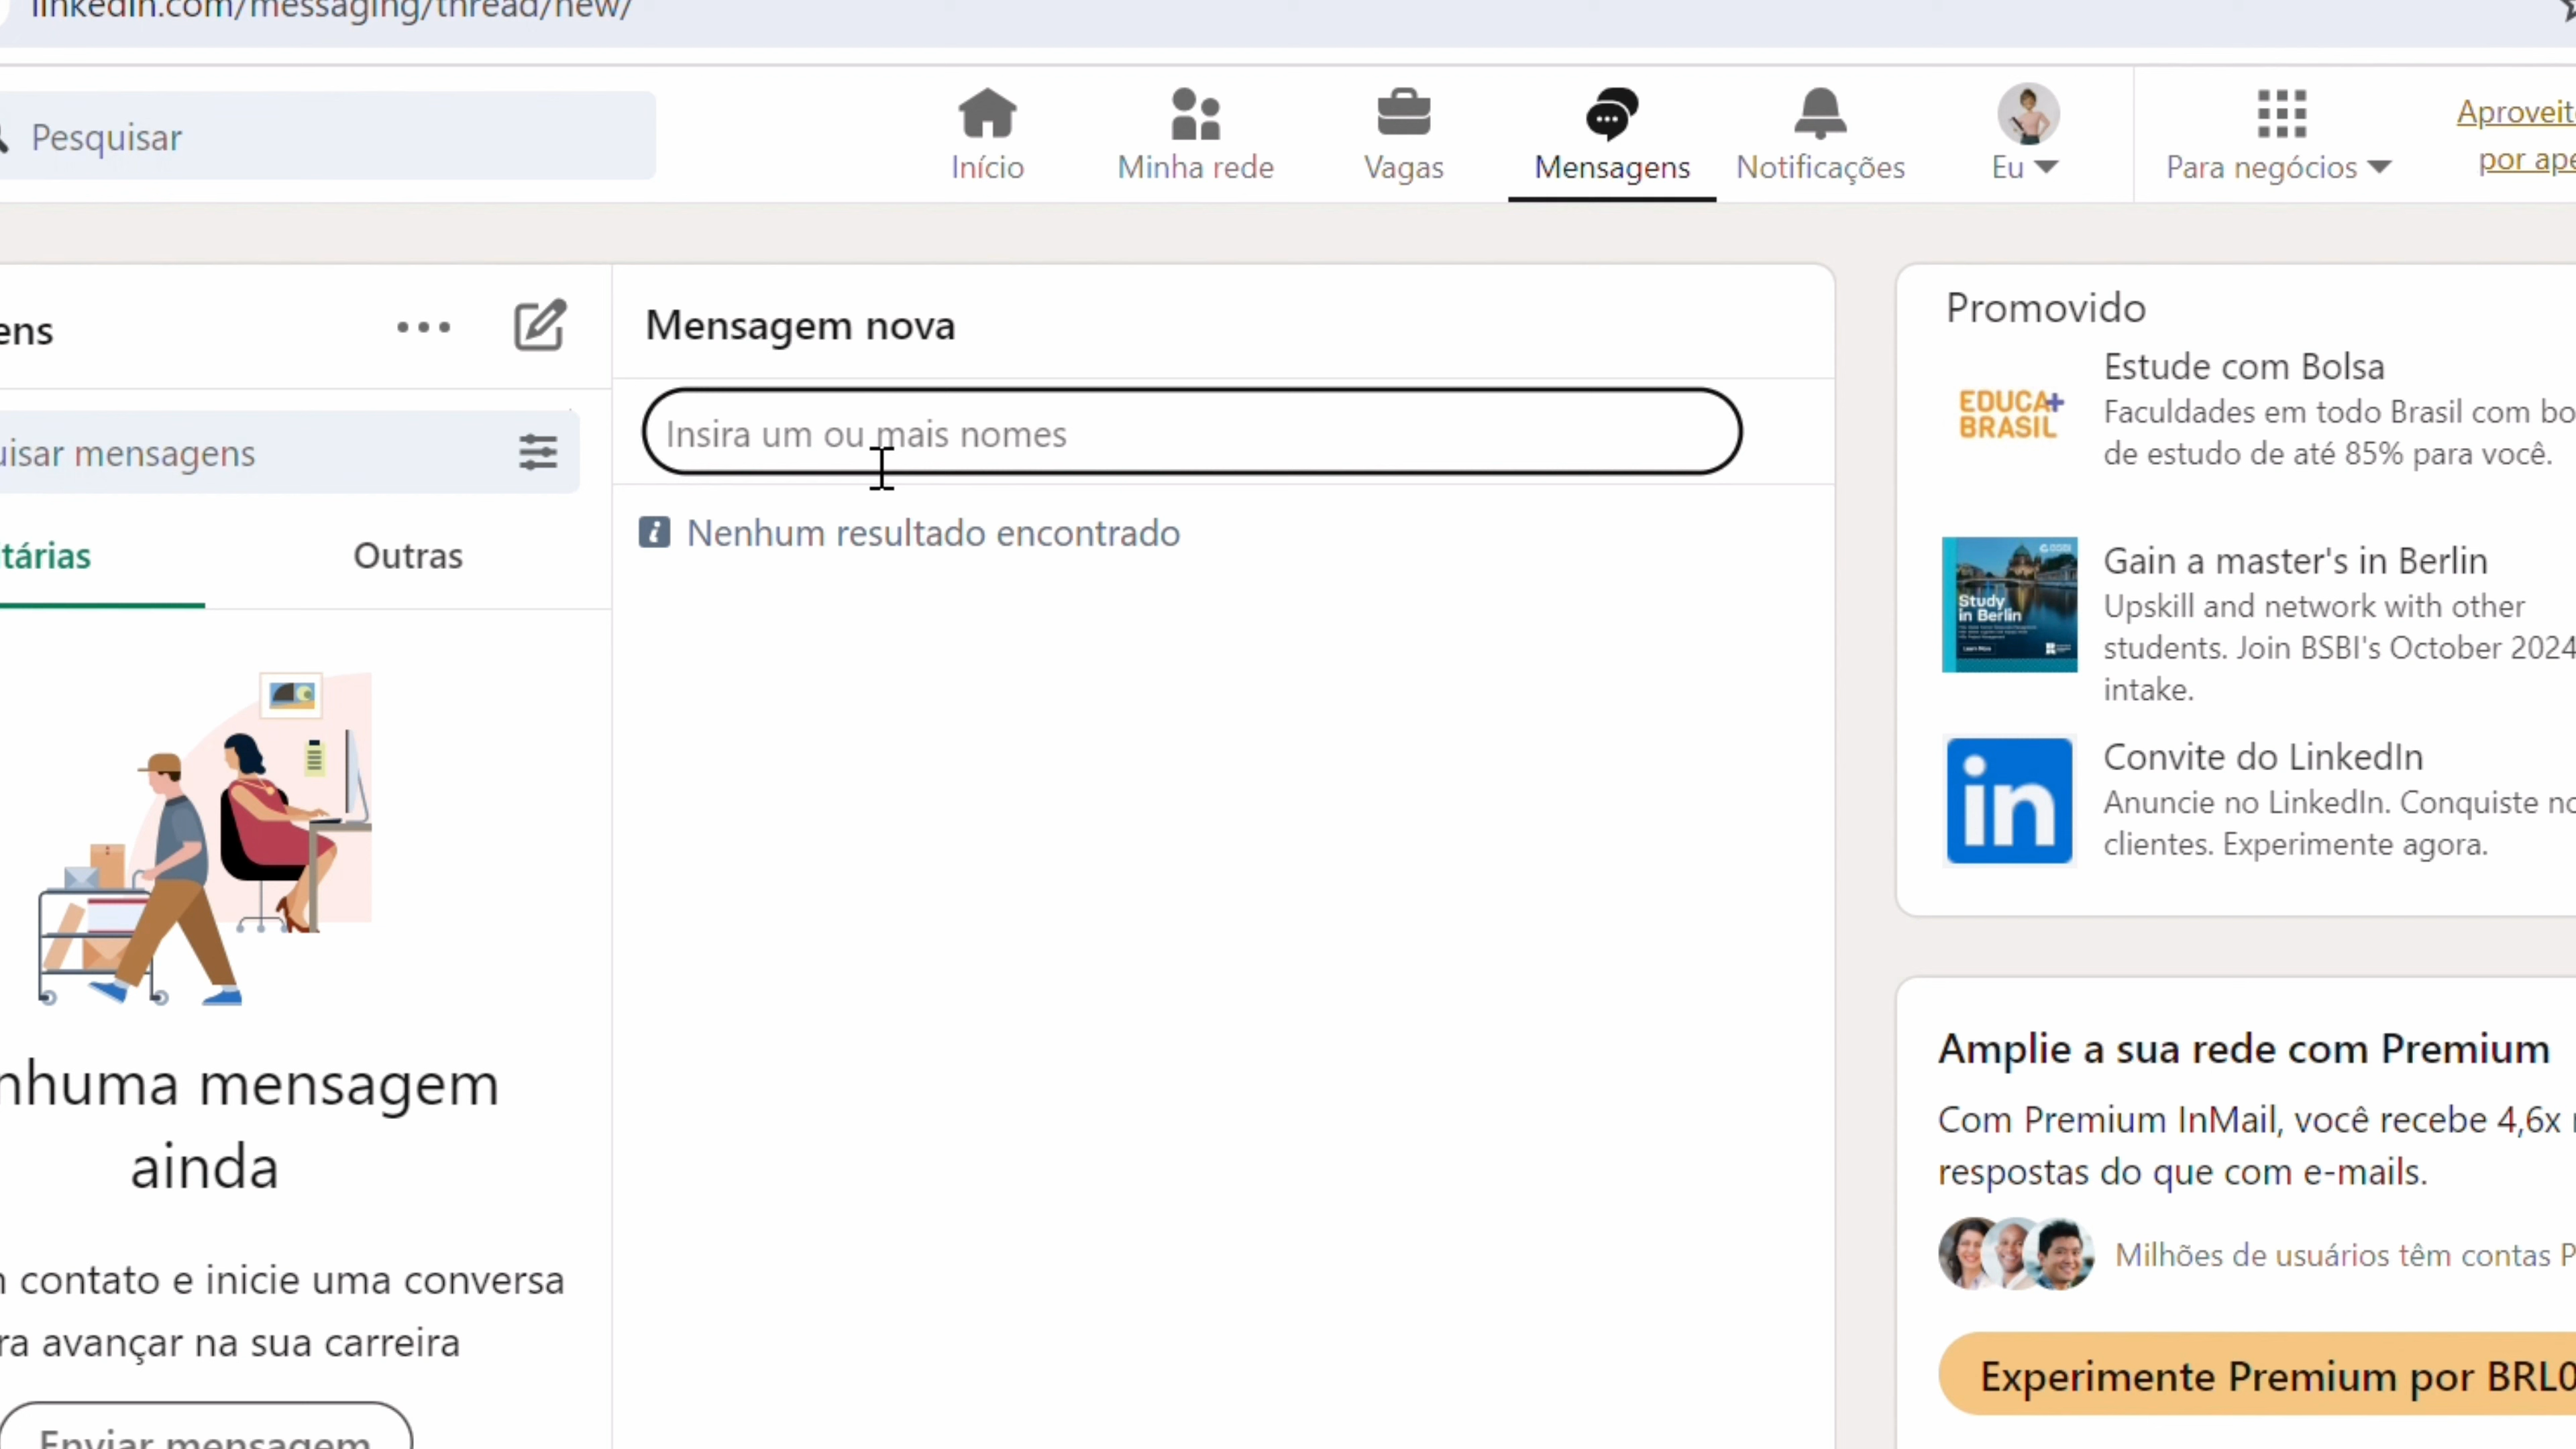 linkedin.com/messaging/thread/new/
Pesquisar
Início
Minha rede
Vagas
Mensagens
Notificações
Eu
Para negócios
Aproveit
por ape
ens
uisar mensagens
tárias
Outras
nhuma mensagem
ainda
contato e inicie uma conversa
ra avançar na sua carreira
Enviar mensagem
Mensagem nova
Insira um ou mais nomes
Nenhum resultado encontrado
Promovido
EDUCA+
BRASIL
Estude com Bolsa
Faculdades em todo Brasil com bo
de estudo de até 85% para você.
Study
in Berlin
Gain a master's in Berlin
Upskill and network with other
students. Join BSBI's October 2024
intake.
in
Convite do LinkedIn
Anuncie no LinkedIn. Conquiste no
clientes. Experimente agora.
Amplie a sua rede com Premium
Com Premium InMail, você recebe 4,6x
respostas do que com e-mails.
Milhões de usuários têm contas P
Experimente Premium por BRL0